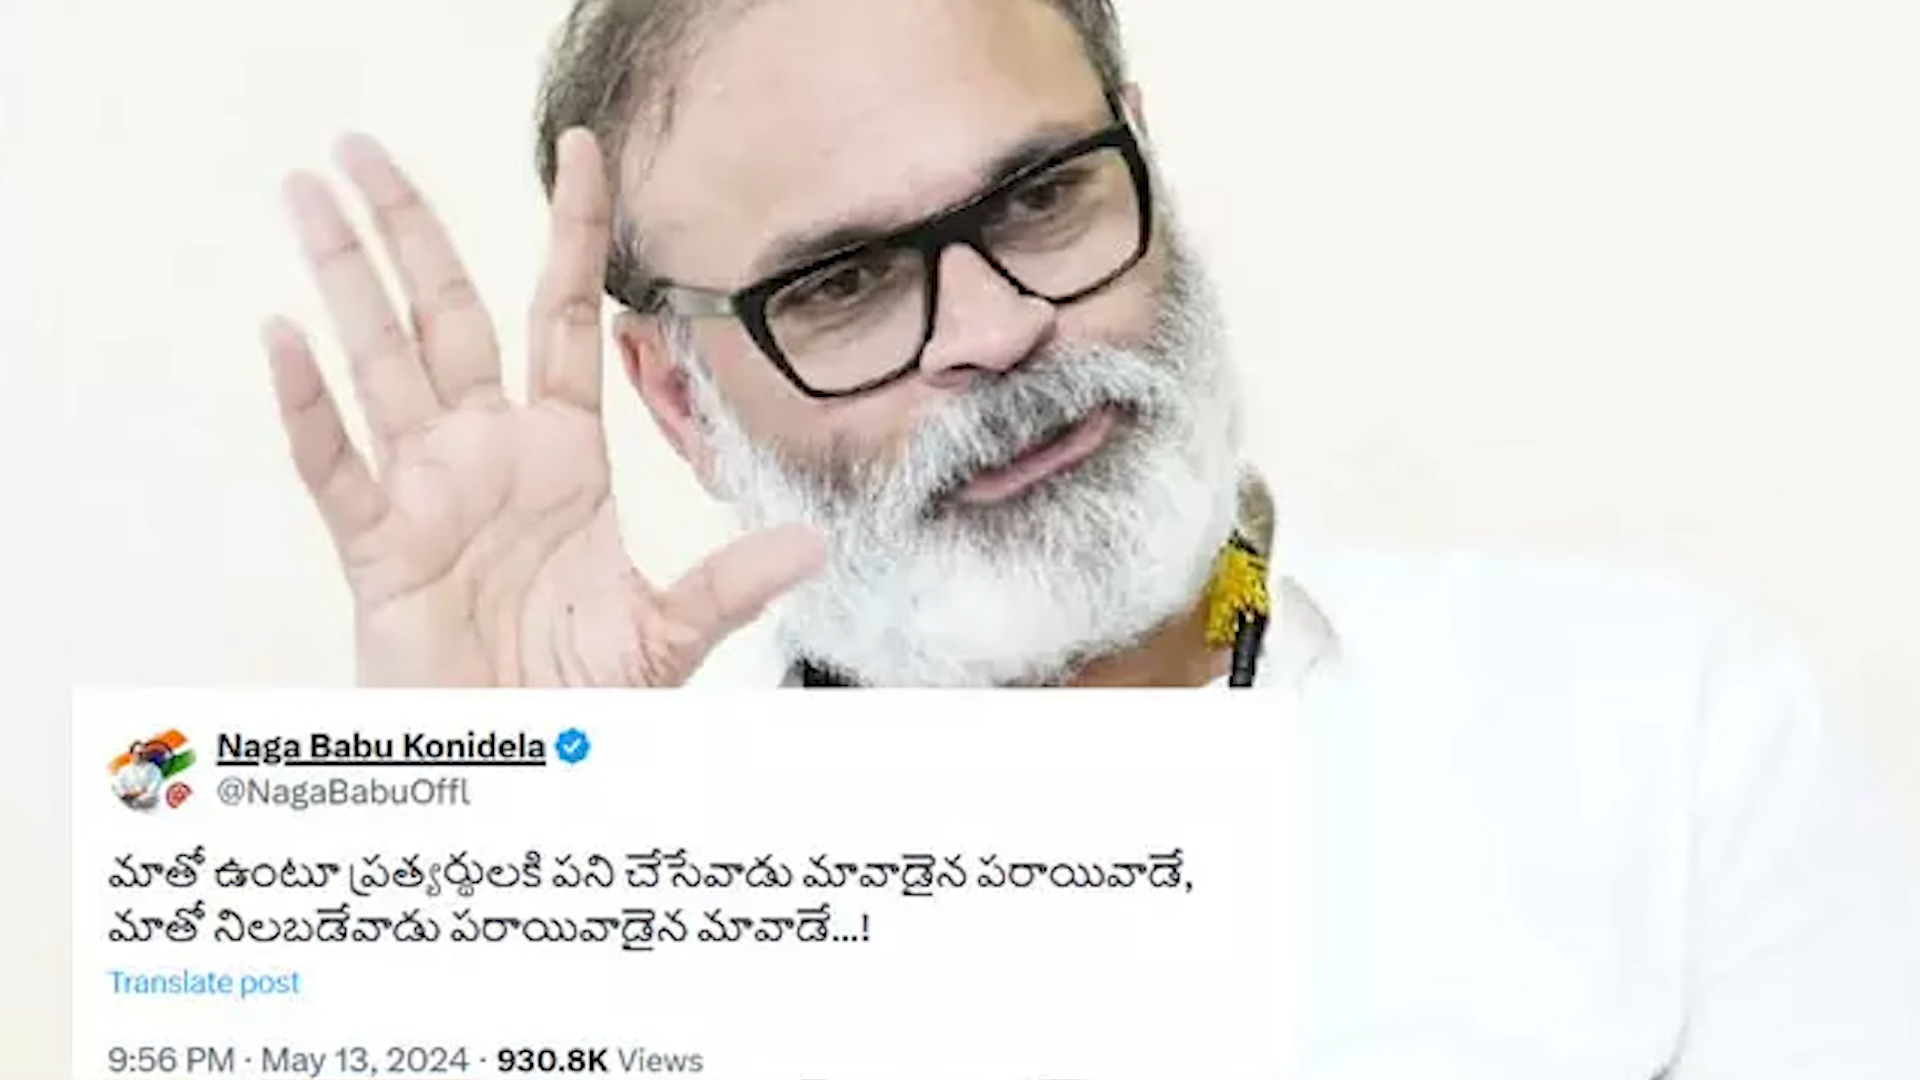 Naga Babu Konidela
@NagaBabuOffl
మాతో ఉంటూ ప్రత్యర్థులకి పని చేసేవాడు మావాడైన పరాయివాడే,
మాతో నిలబడేవాడు పరాయివాడైన మావాడే...!
Translate post
9:56 PM · May 13, 2024 · 930.8K Views